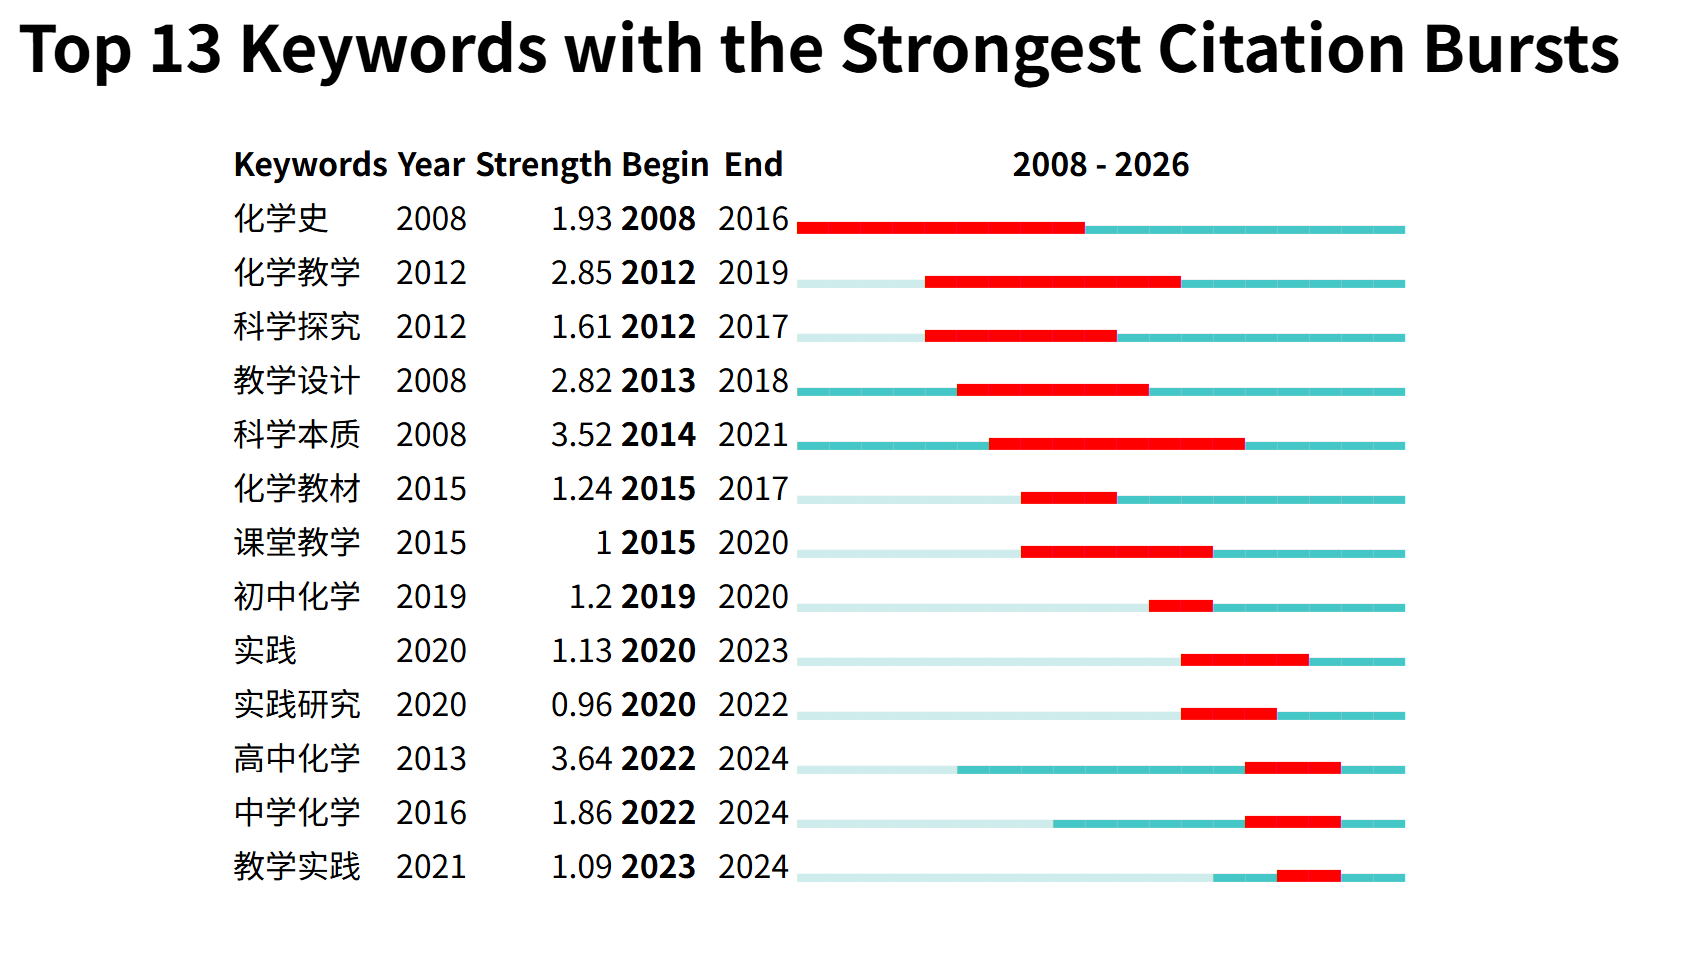 Top 13 Keywords with the Strongest Citation Bursts
Keywords Year Strength Begin End 2008 - 2026
化学史 2008 1.93 2008 2016
化学教学 2012 2.85 2012 2019
科学探究 2012 1.61 2012 2017
教学设计 2008 2.82 2013 2018
科学本质 2008 3.52 2014 2021
化学教材 2015 1.24 2015 2017
课堂教学 2015 1 2015 2020
初中化学 2019 1.2 2019 2020
实践 2020 1.13 2020 2023
实践研究 2020 0.96 2020 2022
高中化学 2013 3.64 2022 2024
中学化学 2016 1.86 2022 2024
教学实践 2021 1.09 2023 2024